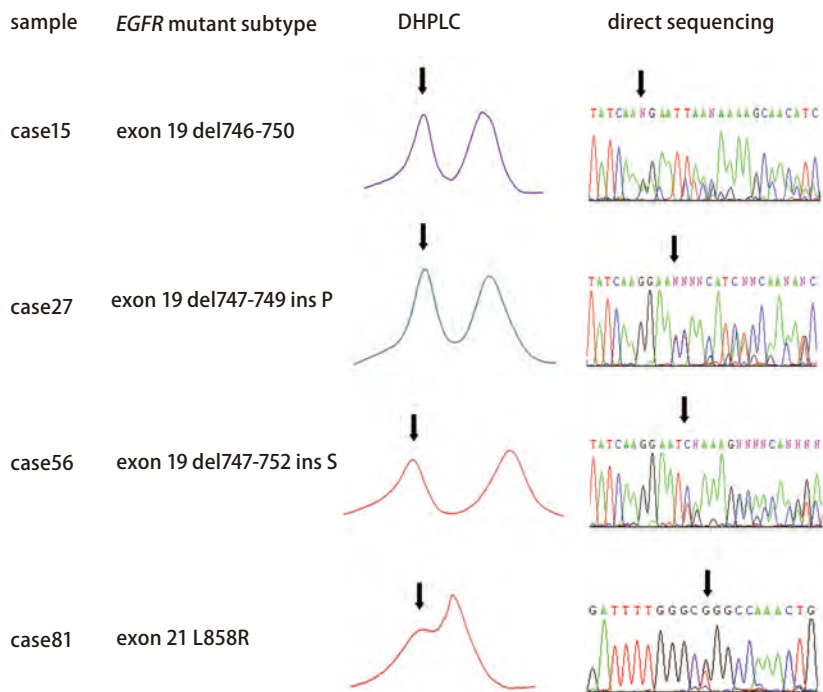 sample EGFR mutant subtype DHPLC direct sequencing
case15 exon 19 del746-750
TATCAANGAATTAANAAAAGCAACATC
case27 exon 19 del747-749 ins P
TATCAAGGAANNNNCATCNNCAANANC
case56 exon 19 del747-752 ins S
TATCAAGGAATCNAAAGNNNNCANNNN
case81 exon 21 L858R
GATTTTGGGCGGGCCAAACTG